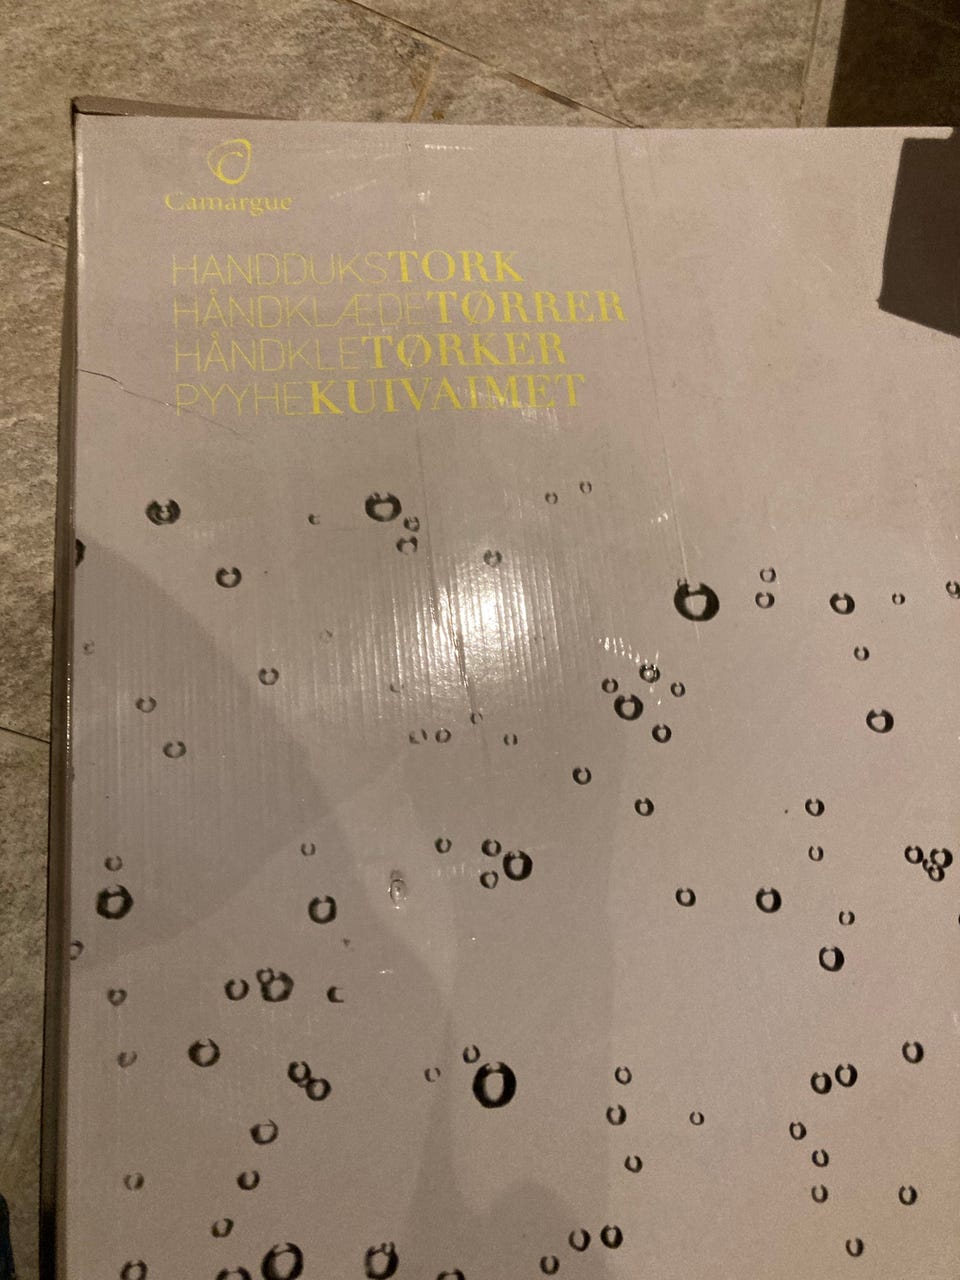 Camargue
HANDDUKSTORK
HÅNDKLÆDETØRRER
HÅNDKLETØRKER
PYYHEKUIVAIMET